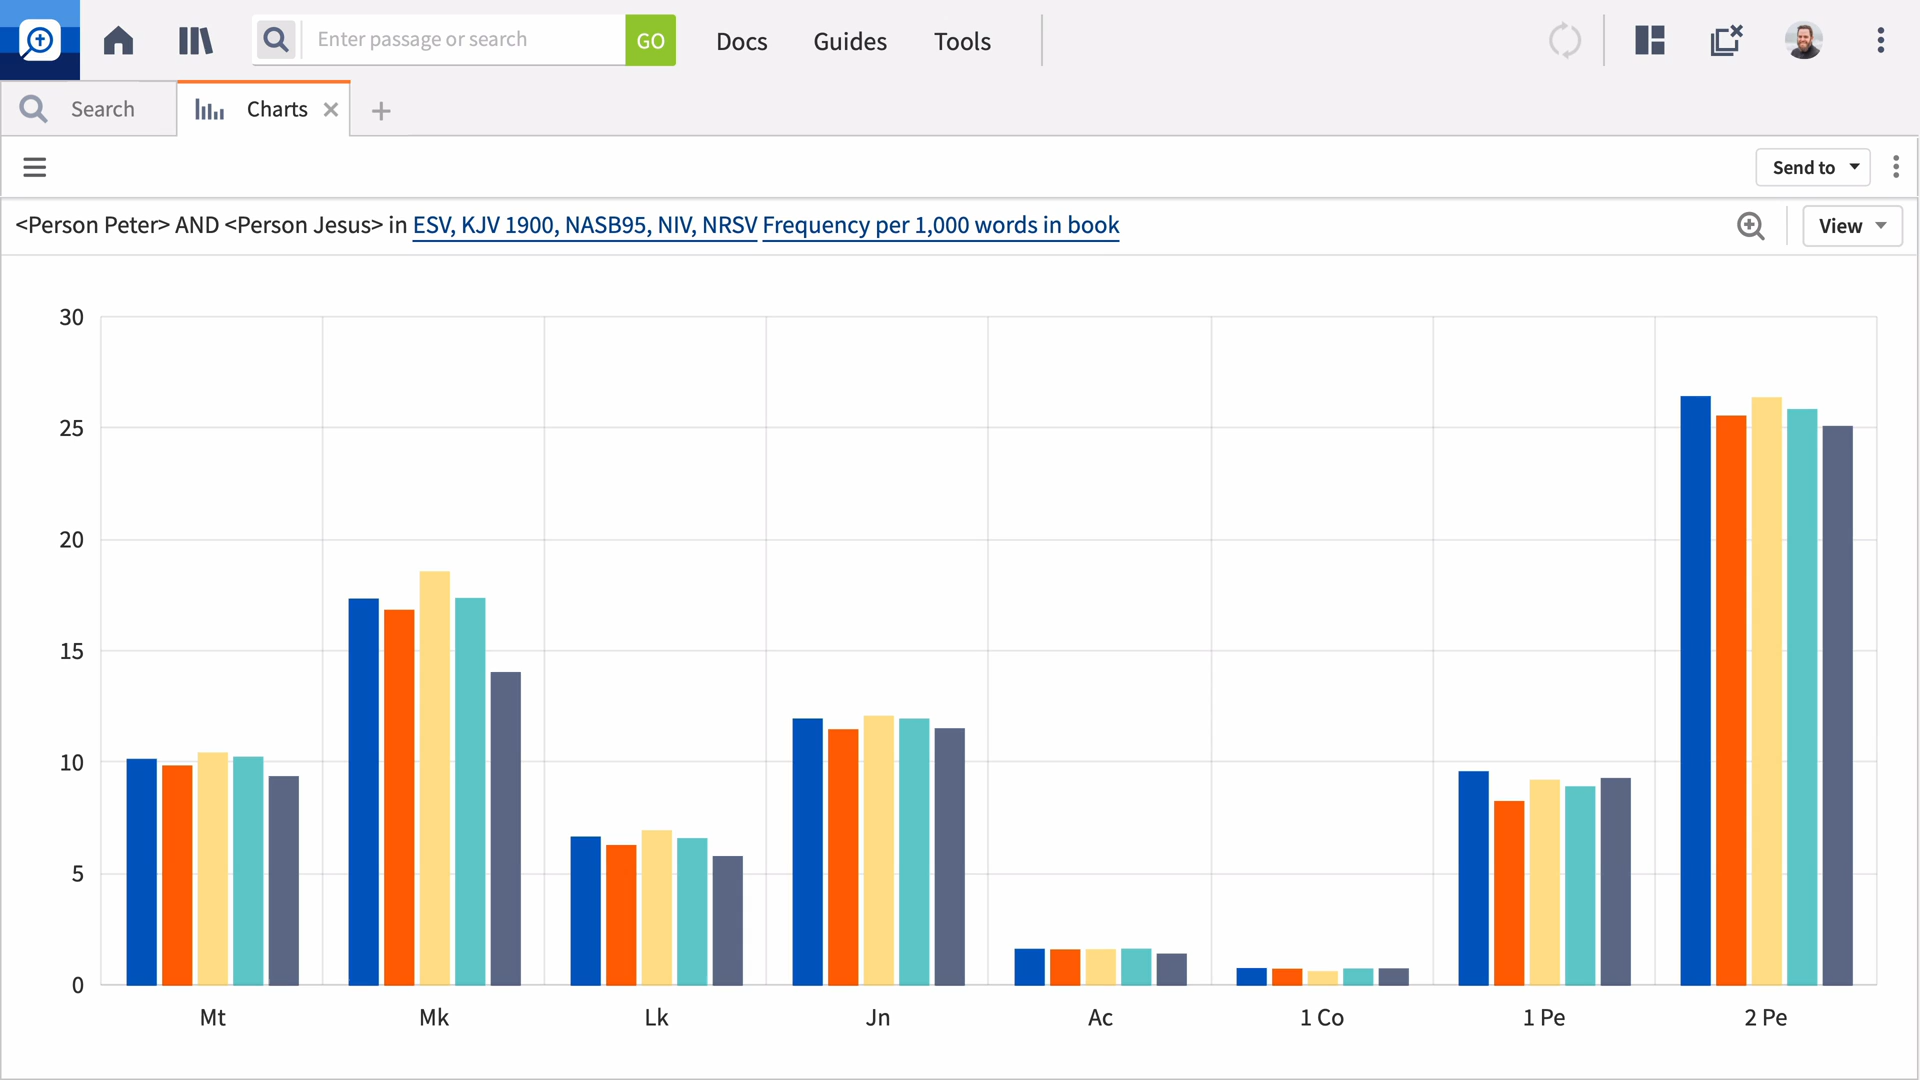 Enter passage or search GO Docs Guides Tools
Search Charts
Send to
<Person Peter> AND <Person Jesus> in ESV, KJV 1900, NASB95, NIV, NRSV Frequency per 1,000 words in book View
30
25
20
15
10
5
0
Mt Mk Lk Jn Ac 1 Co 1 Pe 2 Pe